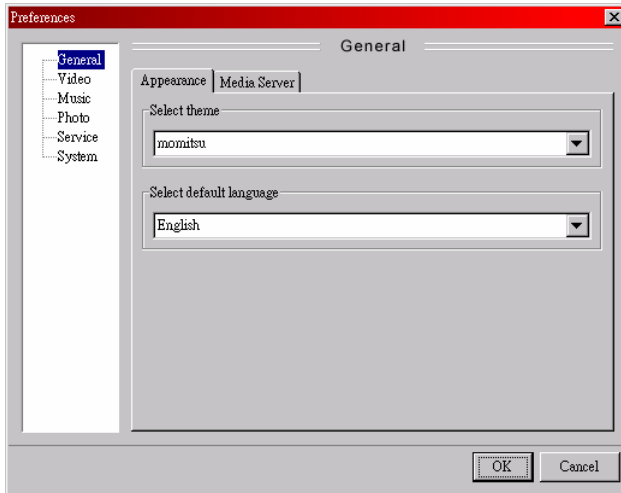 Preferences
General
Video
Music
Photo
Service
System
General
Appearance
Media Server
Select theme
momitsu
Select default language
English
OK
Cancel